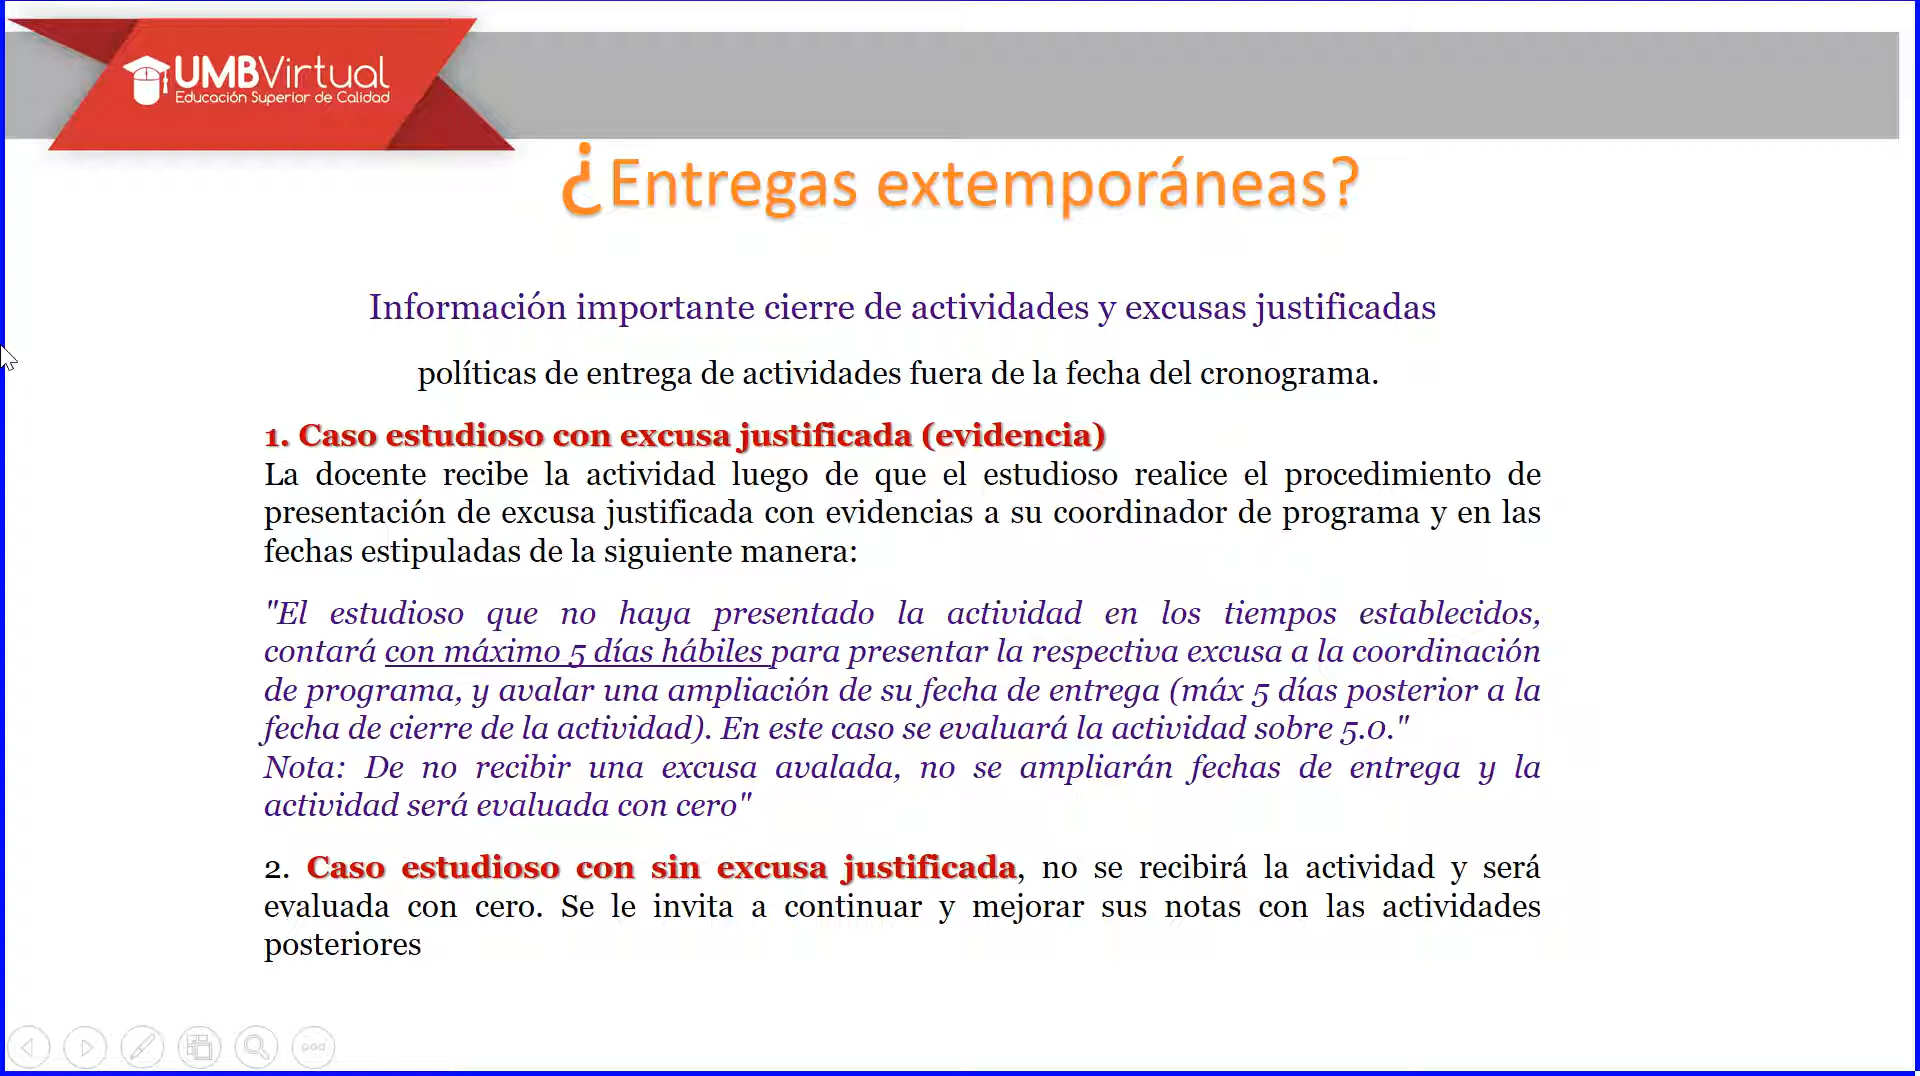 UMBVirtual
Educación Superior de Calidad
¿Entregas extemporáneas?
Información importante cierre de actividades y excusas justificadas
políticas de entrega de actividades fuera de la fecha del cronograma.
1. Caso estudioso con excusa justificada (evidencia)
La docente recibe la actividad luego de que el estudioso realice el procedimiento de
presentación de excusa justificada con evidencias a su coordinador de programa y en las
fechas estipuladas de la siguiente manera:
"El estudioso que no haya presentado la actividad en los tiempos establecidos,
contará con máximo 5 días hábiles para presentar la respectiva excusa a la coordinación
de programa, y avalar una ampliación de su fecha de entrega (máx 5 días posterior a la
fecha de cierre de la actividad). En este caso se evaluará la actividad sobre 5.0."
Nota: De no recibir una excusa avalada, no se ampliarán fechas de entrega y la
actividad será evaluada con cero"
2. Caso estudioso con sin excusa justificada, no se recibirá la actividad y será
evaluada con cero. Se le invita a continuar y mejorar sus notas con las actividades
posteriores